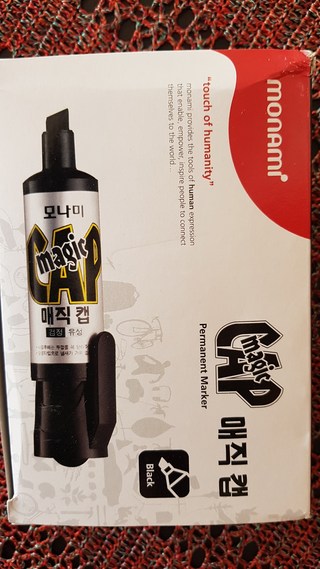 monami
"touch of humanity"
monami provides the tools of human expression
that enable, empower, inspire people to connect
themselves to the world ...
magic
CAP
매직캡
Permanent Marker
Black
모나미
magic
CAP
매직캡
검정 유성